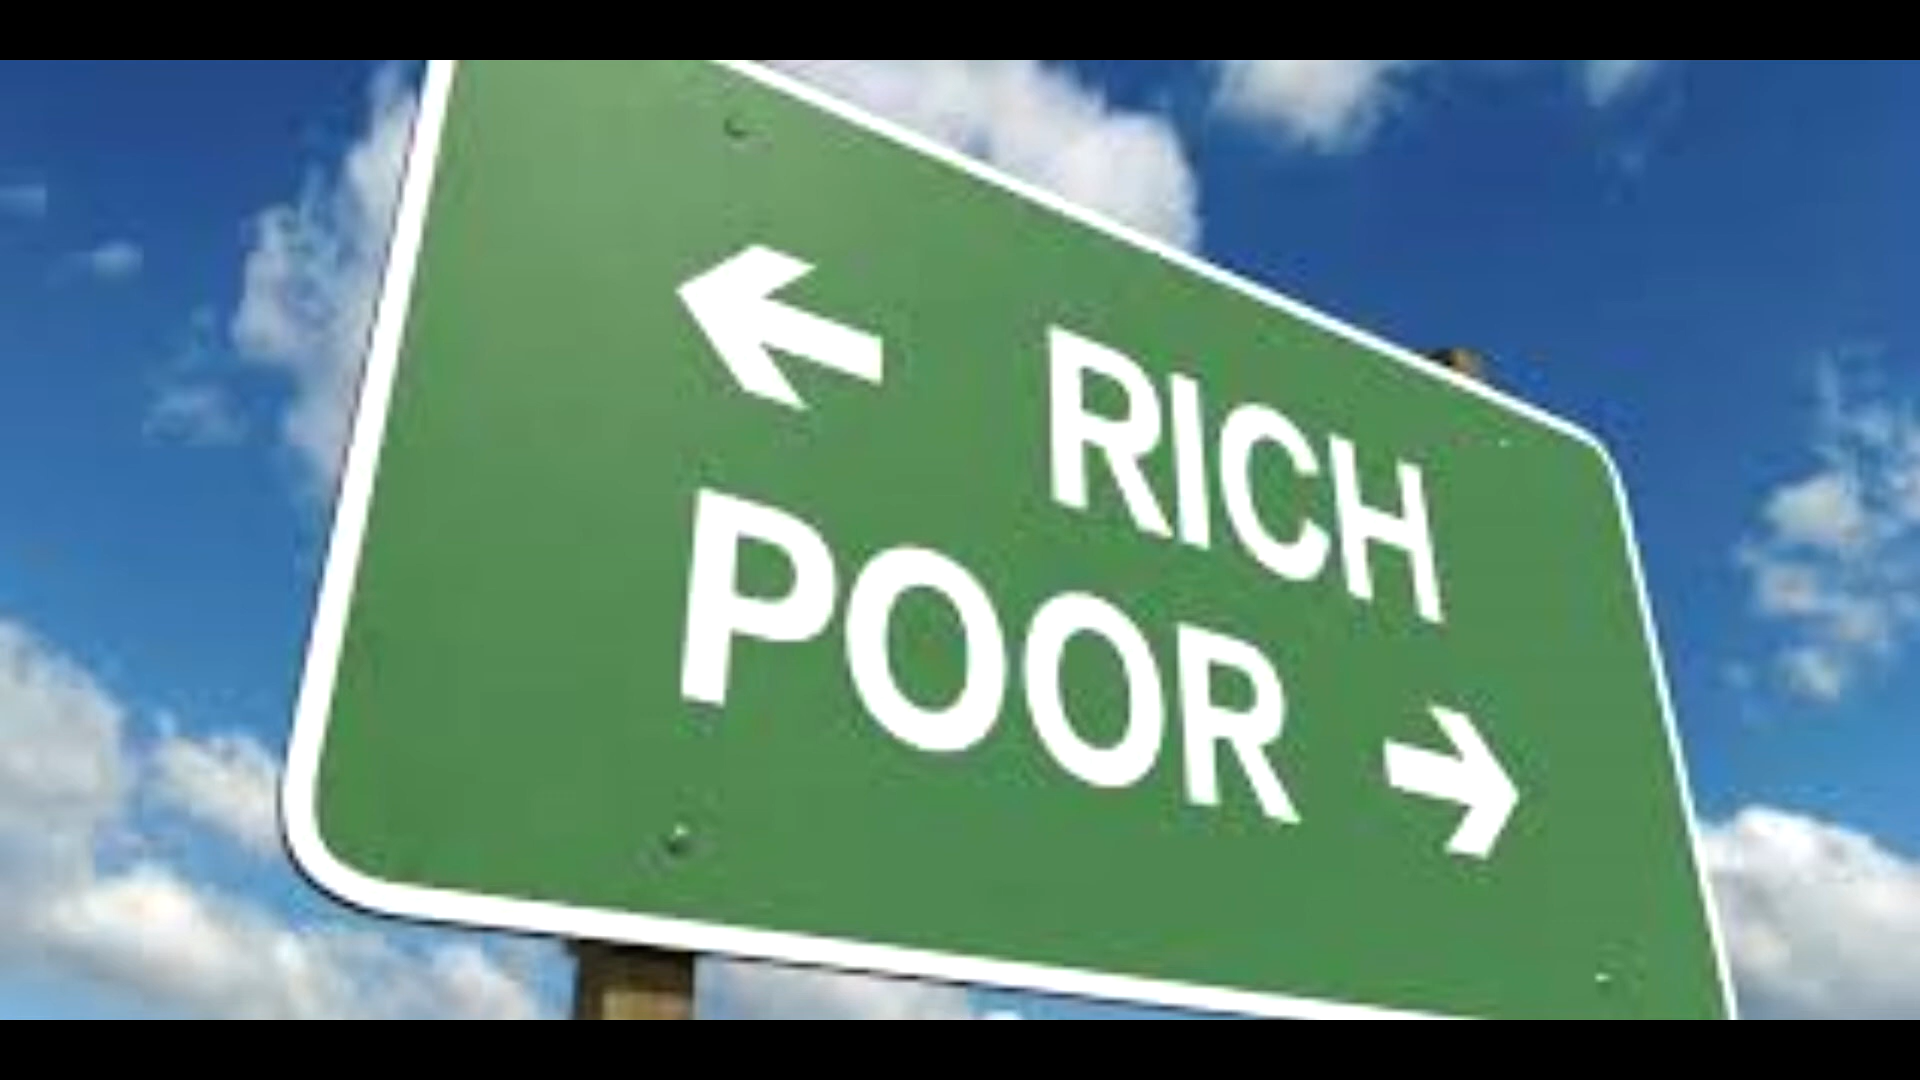 ← RICH
POOR →